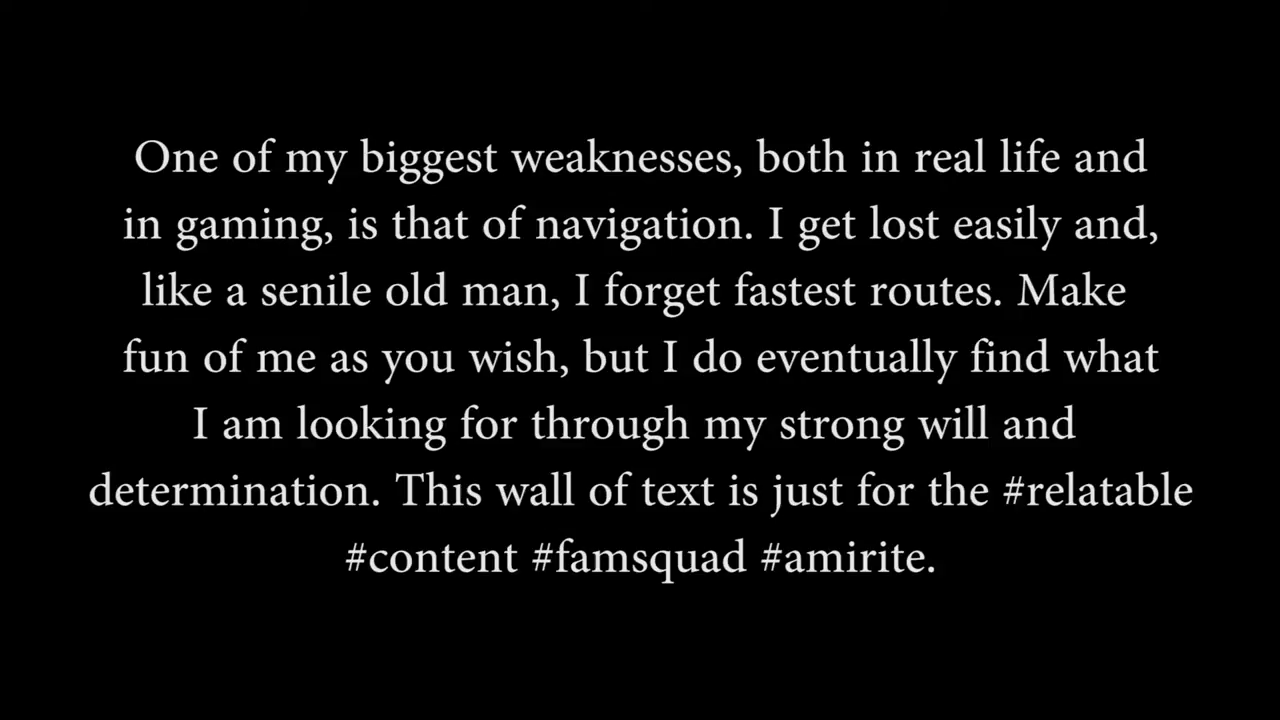 One of my biggest weaknesses, both in real life and
in gaming, is that of navigation. I get lost easily and,
like a senile old man, I forget fastest routes. Make
fun of me as you wish, but I do eventually find what
I am looking for through my strong will and
determination. This wall of text is just for the #relatable
#content #famsquad #amirite.